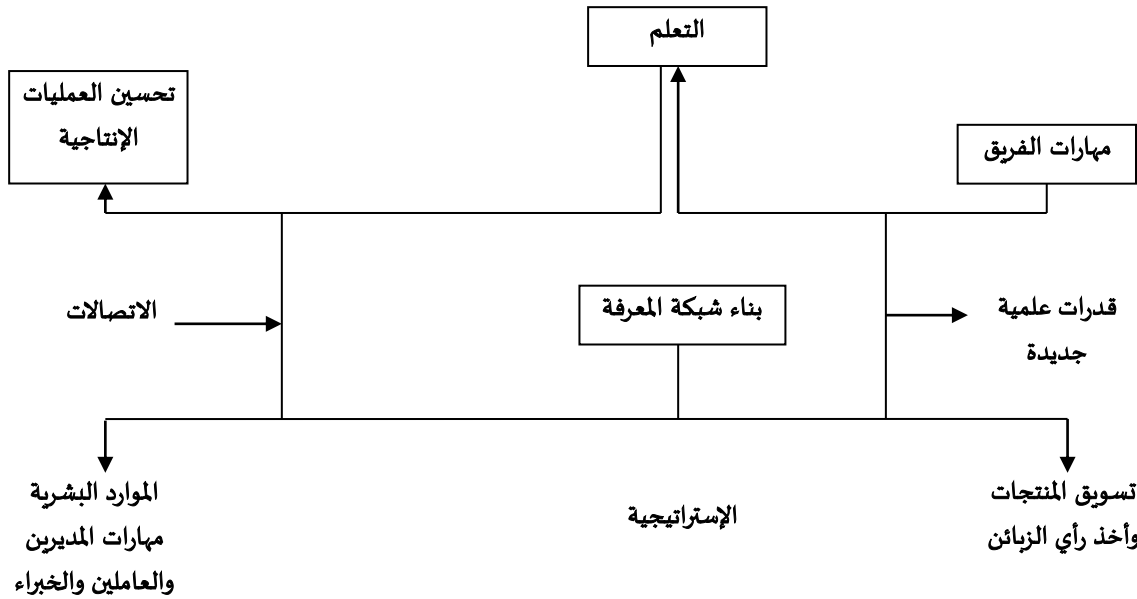 التعلم
تحسين العمليات
الإنتاجية
مهارات الفريق
قدرات علمية
جديدة
بناء شبكة المعرفة
الاتصالات
تسويق المنتجات
وأخذ رأي الزبائن
الإستراتيجية
الموارد البشرية
مهارات المديرين
والعاملين والخبراء